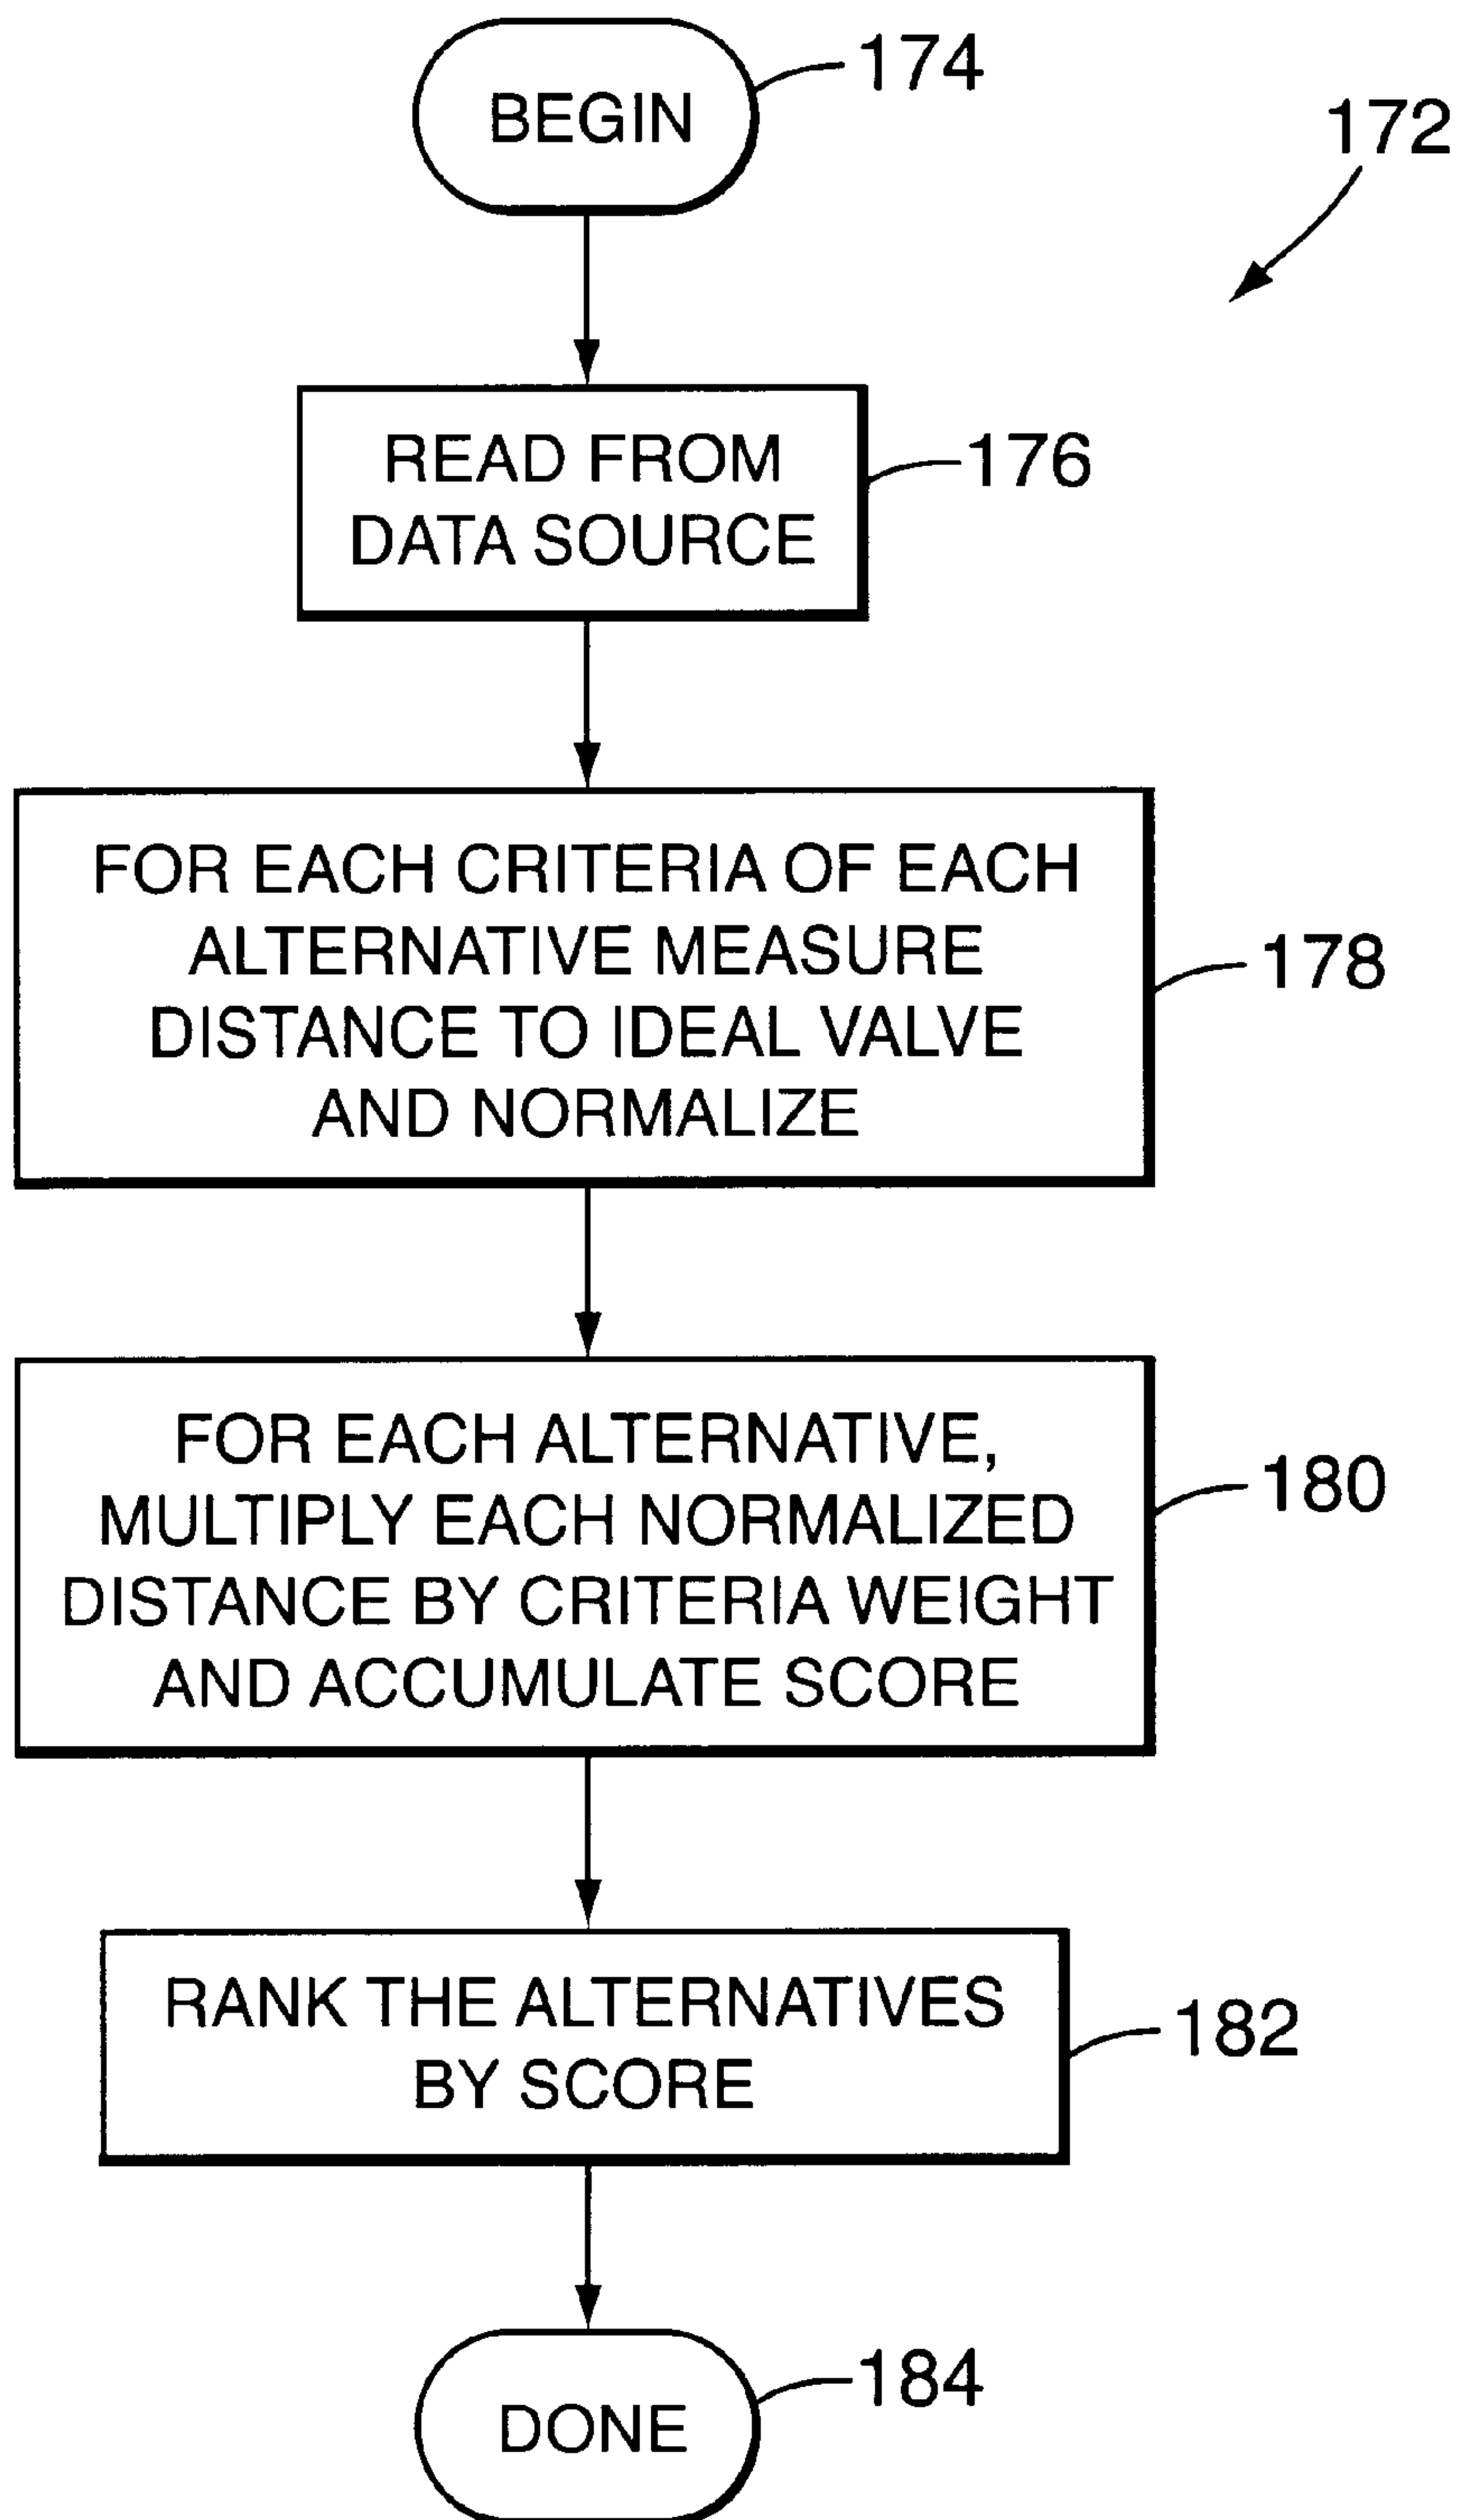 BEGIN
174
172
READ FROM
DATA SOURCE
176
FOR EACH CRITERIA OF EACH
ALTERNATIVE MEASURE
DISTANCE TO IDEAL VALVE
AND NORMALIZE
178
FOR EACH ALTERNATIVE,
MULTIPLY EACH NORMALIZED
DISTANCE BY CRITERIA WEIGHT
AND ACCUMULATE SCORE
180
RANK THE ALTERNATIVES
BY SCORE
182
DONE
184